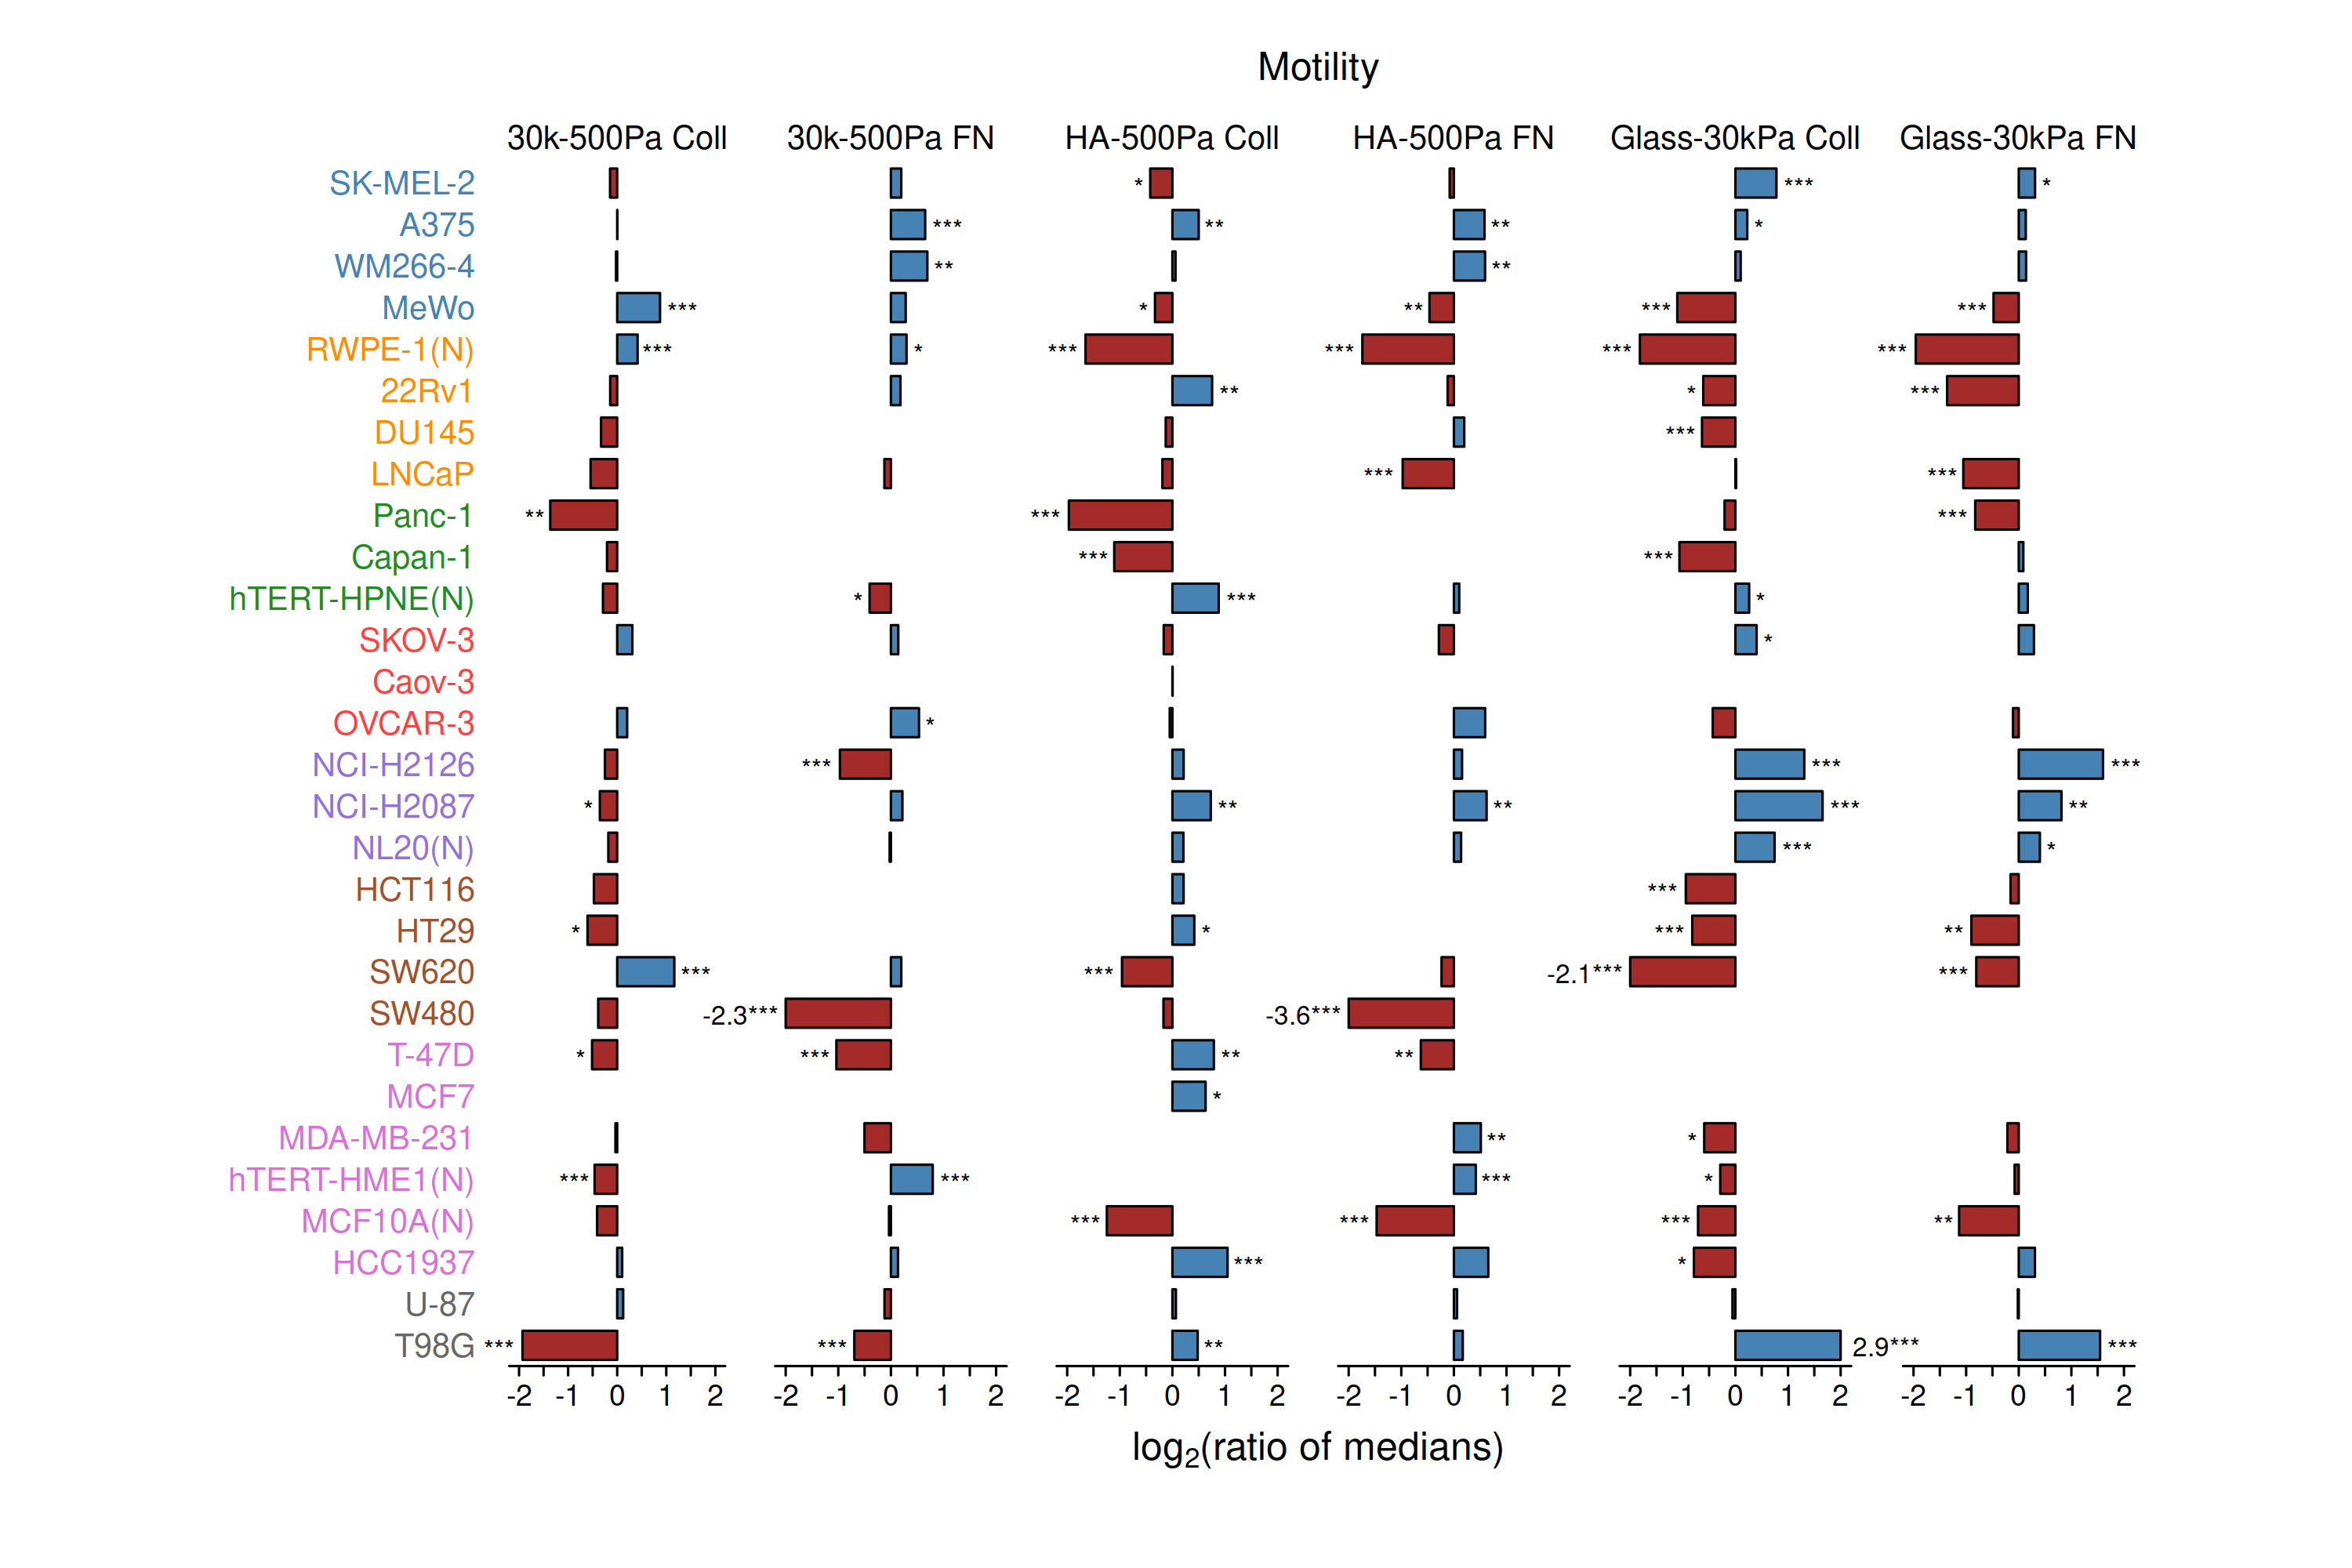 Motility
30k-500Pa Coll 30k-500Pa FN HA-500Pa Coll HA-500Pa FN Glass-30kPa Coll Glass-30kPa FN
SK-MEL-2 * *** *
A375 *** ** ** *
WM266-4 ** **
MeWo *** * ** *** ***
RWPE-1(N) *** * *** *** *** ***
22Rv1 ** * ***
DU145 ***
LNCaP *** ***
Panc-1 ** *** ***
Capan-1 *** ***
hTERT-HPNE(N) * *** *
SKOV-3 *
Caov-3
OVCAR-3 *
NCI-H2126 *** *** ***
NCI-H2087 * ** ** *** **
NL20(N) *** *
HCT116 ***
HT29 * * *** **
SW620 *** *** -2.1*** ***
SW480 -2.3*** -3.6***
T-47D * *** ** **
MCF7 *
MDA-MB-231 ** *
hTERT-HME1(N) *** *** *** *
MCF10A(N) *** *** *** **
HCC1937 *** *
U-87
T98G *** *** ** 2.9*** ***
-2 -1 0 1 2 -2 -1 0 1 2 -2 -1 0 1 2 -2 -1 0 1 2 -2 -1 0 1 2 -2 -1 0 1 2
log2(ratio of medians)